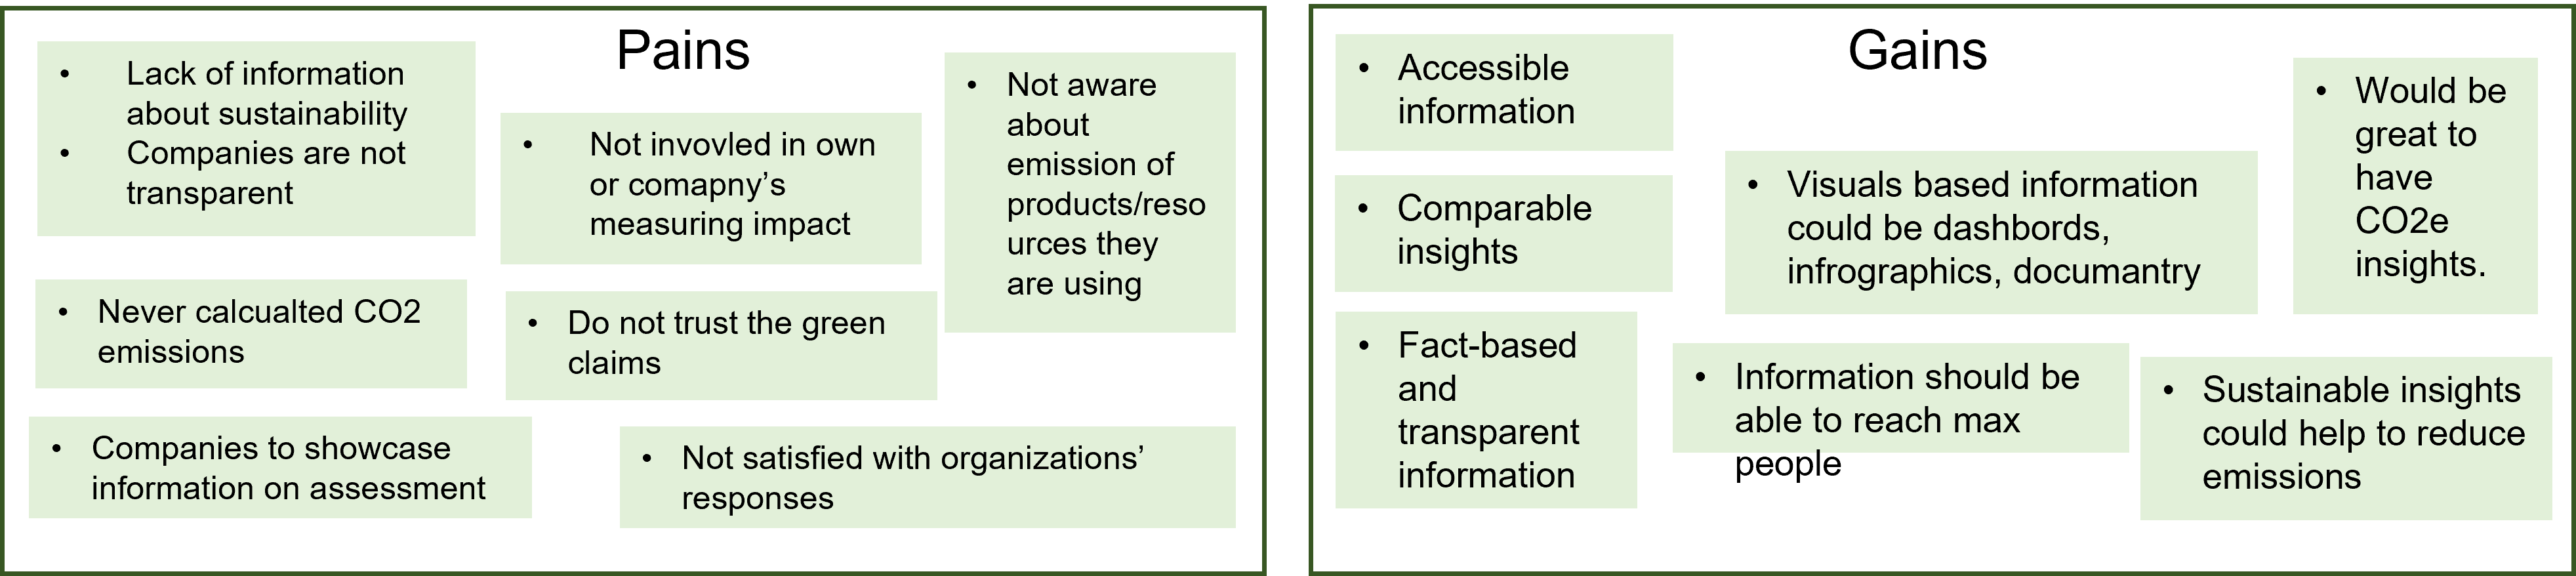 Pains
• Lack of information
about sustainability
• Companies are not
transparent
• Not invovled in own
or comapny’s
measuring impact
• Not aware
about
emission of
products/reso
urces they
are using
• Never calcualted CO2
emissions
• Do not trust the green
claims
• Companies to showcase
information on assessment
• Not satisfied with organizations’
responses
Gains
• Accessible
information
• Comparable
insights
• Fact-based
and
transparent
information
• Visuals based information
could be dashbords,
infrographics, documantry
• Would be
great to
have
CO2e
insights.
• Information should be
able to reach max
people
• Sustainable insights
could help to reduce
emissions